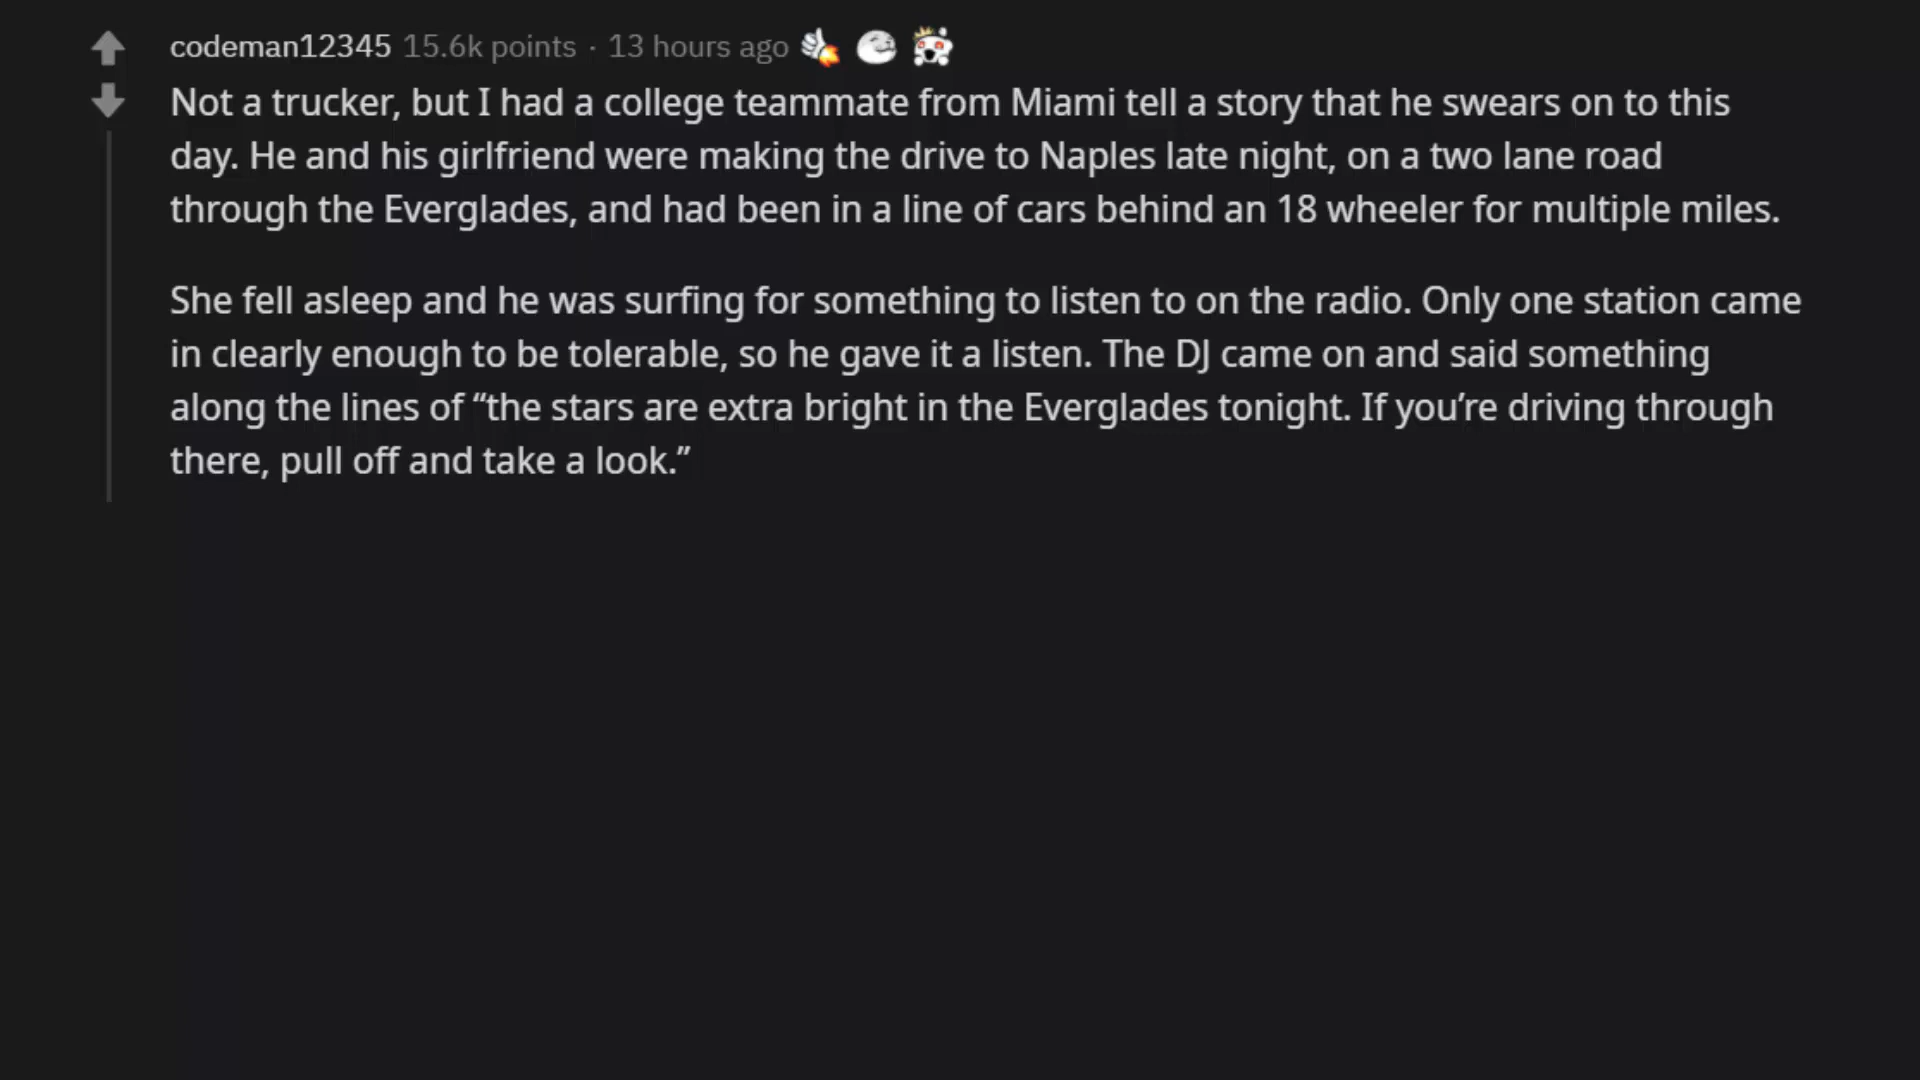 codeman12345 15.6k points · 13 hours ago
Not a trucker, but I had a college teammate from Miami tell a story that he swears on to this
day. He and his girlfriend were making the drive to Naples late night, on a two lane road
through the Everglades, and had been in a line of cars behind an 18 wheeler for multiple miles.
She fell asleep and he was surfing for something to listen to on the radio. Only one station came
in clearly enough to be tolerable, so he gave it a listen. The DJ came on and said something
along the lines of “the stars are extra bright in the Everglades tonight. If you’re driving through
there, pull off and take a look.”